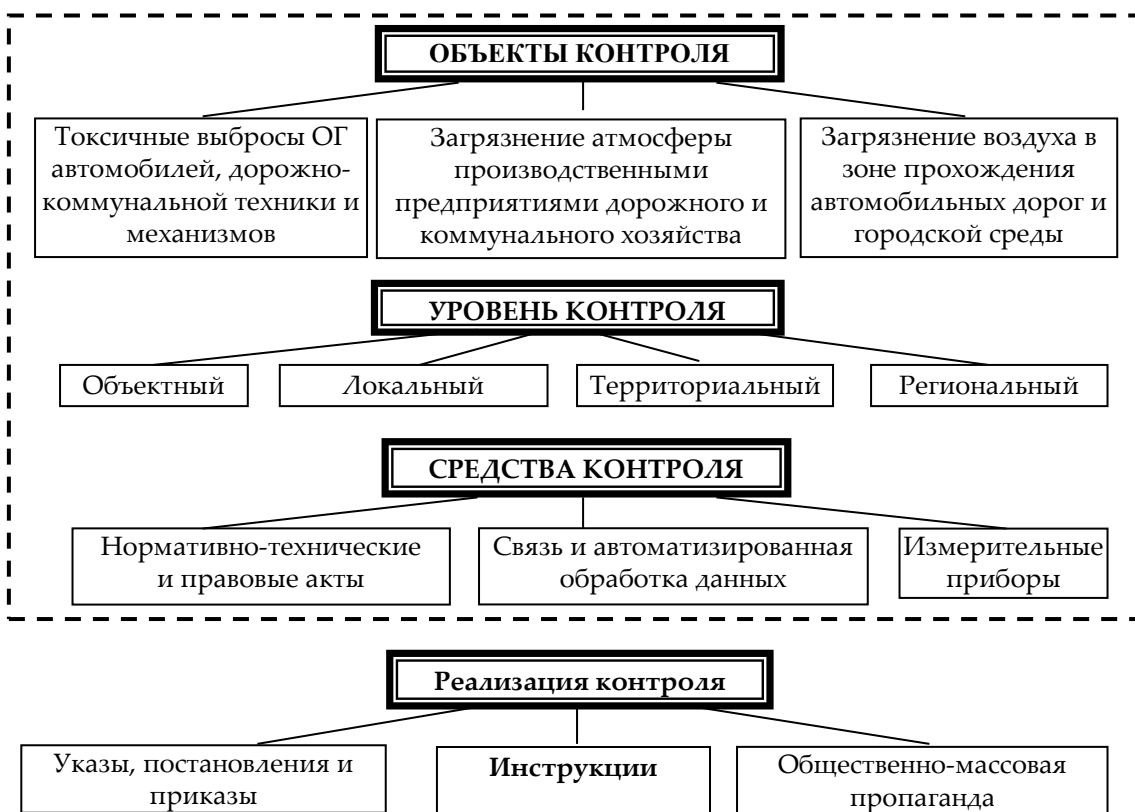 ОБЪЕКТЫ КОНТРОЛЯ
Токсичные выбросы ОГ
автомобилей, дорожно-
коммунальной техники и
механизмов
Загрязнение атмосферы
производственными
предприятиями дорожного и
коммунального хозяйства
Загрязнение воздуха в
зоне прохождения
автомобильных дорог и
городской среды
УРОВЕНЬ КОНТРОЛЯ
Объектный
Локальный
Территориальный
Региональный
СРЕДСТВА КОНТРОЛЯ
Нормативно-технические
и правовые акты
Связь и автоматизированная
обработка данных
Измерительные
приборы
Реализация контроля
Указы, постановления и
приказы
Инструкции
Общественно-массовая
пропаганда